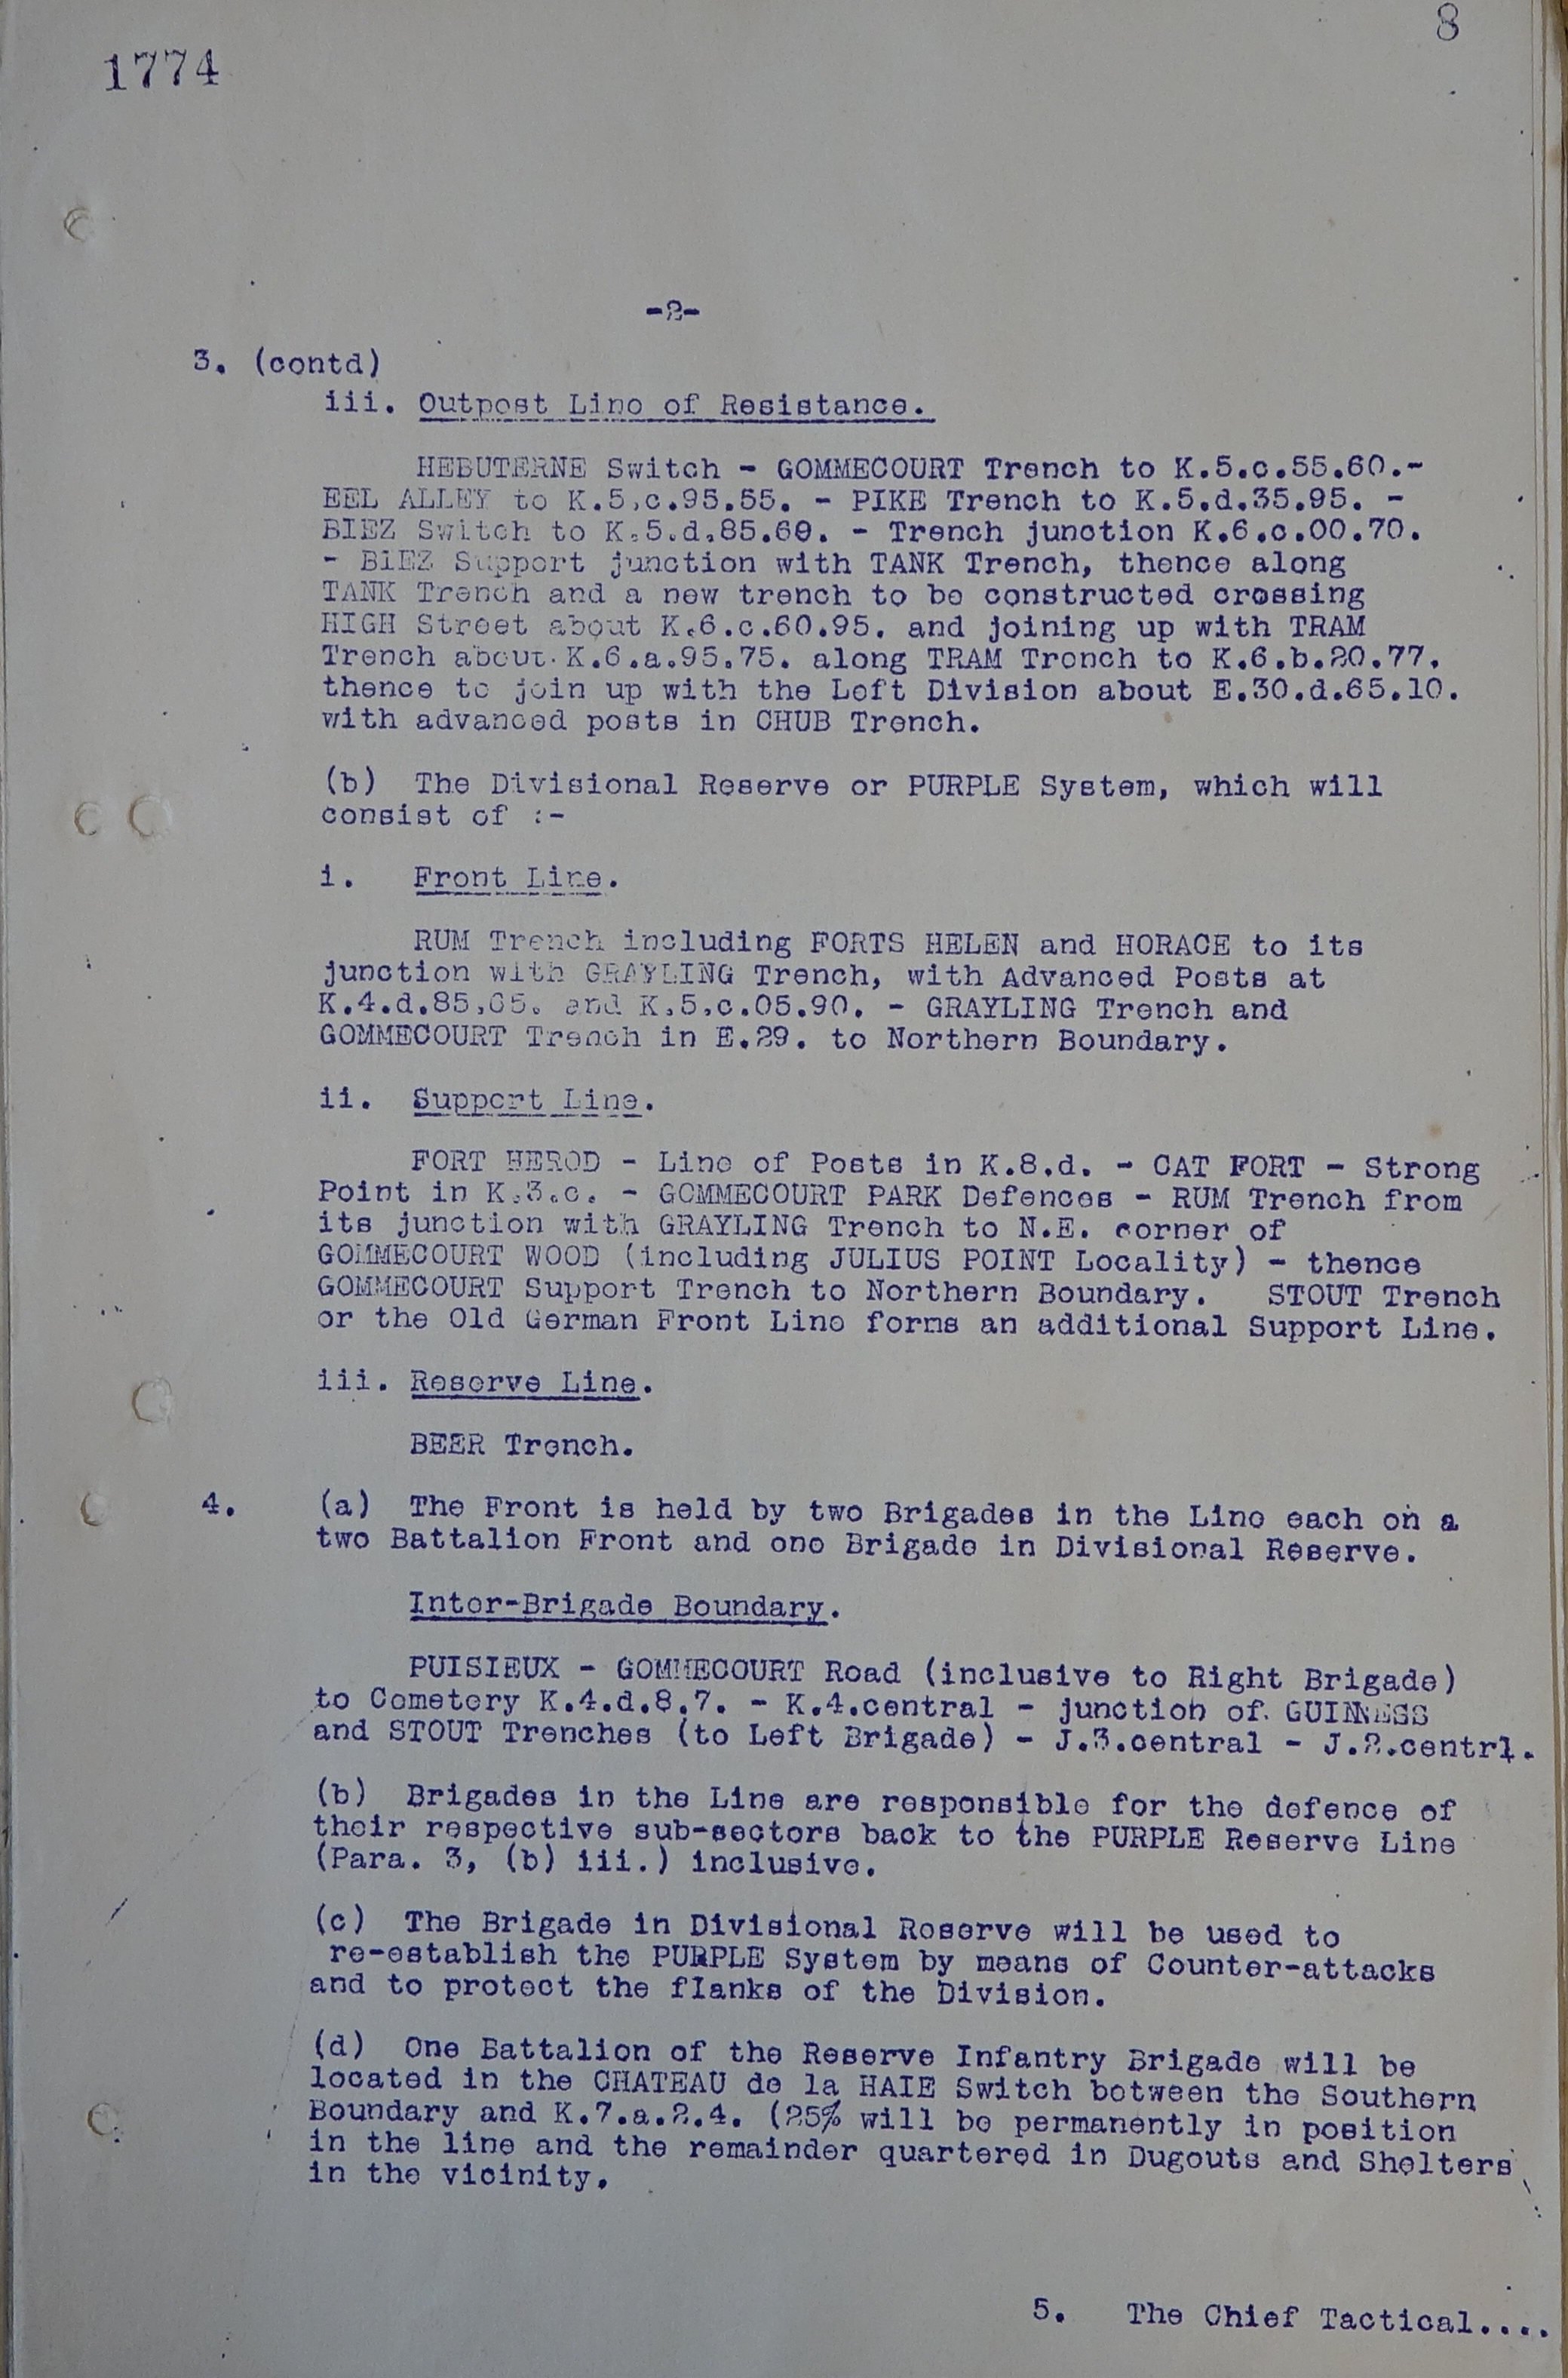 8
1774
-2-
3. (contd)
iii. Outpost Line of Resistance.
HEBUTERNE Switch - GOMMECOURT Trench to K.5.c.55.60.-
EEL ALLEY to K.5.c.95.55. - PIKE Trench to K.5.d.35.95. -
BIEZ Switch to K.5.d.85.60. - Trench junction K.6.c.00.70.
- BIEZ Support junction with TANK Trench, thence along
TANK Trench and a new trench to be constructed crossing
HIGH Street about K.6.c.60.95. and joining up with TRAM
Trench about K.6.a.95.75. along TRAM Trench to K.6.b.20.77.
thence to join up with the Left Division about E.30.d.65.10.
with advanced posts in CHUB Trench.
(b) The Divisional Reserve or PURPLE System, which will
consist of :-
i. Front Line.
RUM Trench including FORTS HELEN and HORACE to its
junction with GRAYLING Trench, with Advanced Posts at
K.4.d.85.05. and K.5.c.05.90. - GRAYLING Trench and
GOMMECOURT Trench in E.29. to Northern Boundary.
ii. Support Line.
FORT HEROD - Line of Posts in K.8.d. - CAT FORT - Strong
Point in K.3.c. - GOMMECOURT PARK Defences - RUM Trench from
its junction with GRAYLING Trench to N.E. corner of
GOMMECOURT WOOD (including JULIUS POINT Locality) - thence
GOMMECOURT Support Trench to Northern Boundary. STOUT Trench
or the Old German Front Line forms an additional Support Line.
iii. Reserve Line.
BEER Trench.
4. (a) The Front is held by two Brigades in the Line each on a
two Battalion Front and one Brigade in Divisional Reserve.
Inter-Brigade Boundary.
PUISIEUX - GOMMECOURT Road (inclusive to Right Brigade)
to Cemetery K.4.d.8.7. - K.4.central - junction of GUINNESS
and STOUT Trenches (to Left Brigade) - J.3.central - J.2.centrl.
(b) Brigades in the Line are responsible for the defence of
their respective sub-sectors back to the PURPLE Reserve Line
(Para. 3, (b) iii.) inclusive.
(c) The Brigade in Divisional Reserve will be used to
re-establish the PURPLE System by means of Counter-attacks
and to protect the flanks of the Division.
(d) One Battalion of the Reserve Infantry Brigade will be
located in the CHATEAU de la HAIE Switch between the Southern
Boundary and K.7.a.2.4. (25% will be permanently in position
in the line and the remainder quartered in Dugouts and Shelters
in the vicinity.
5. The Chief Tactical....